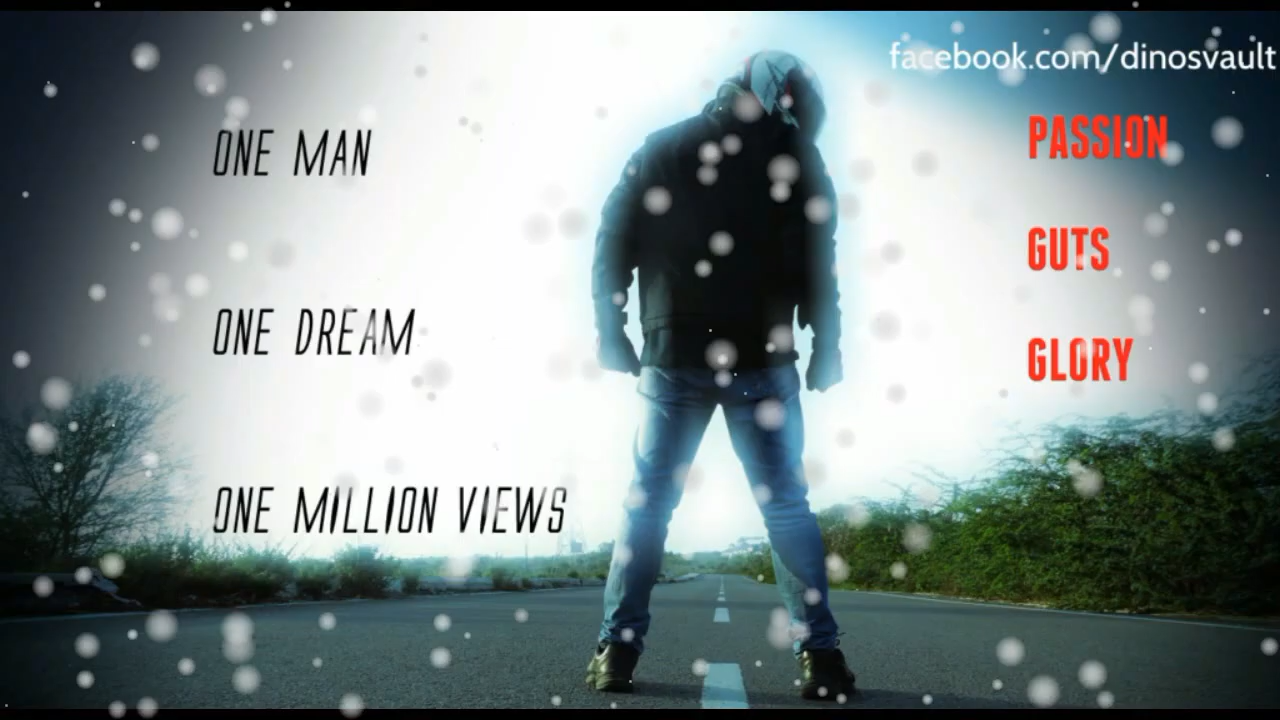 facebook.com/dinosvault
ONE MAN
ONE DREAM
ONE MILLION VIEWS
PASSION
GUTS
GLORY